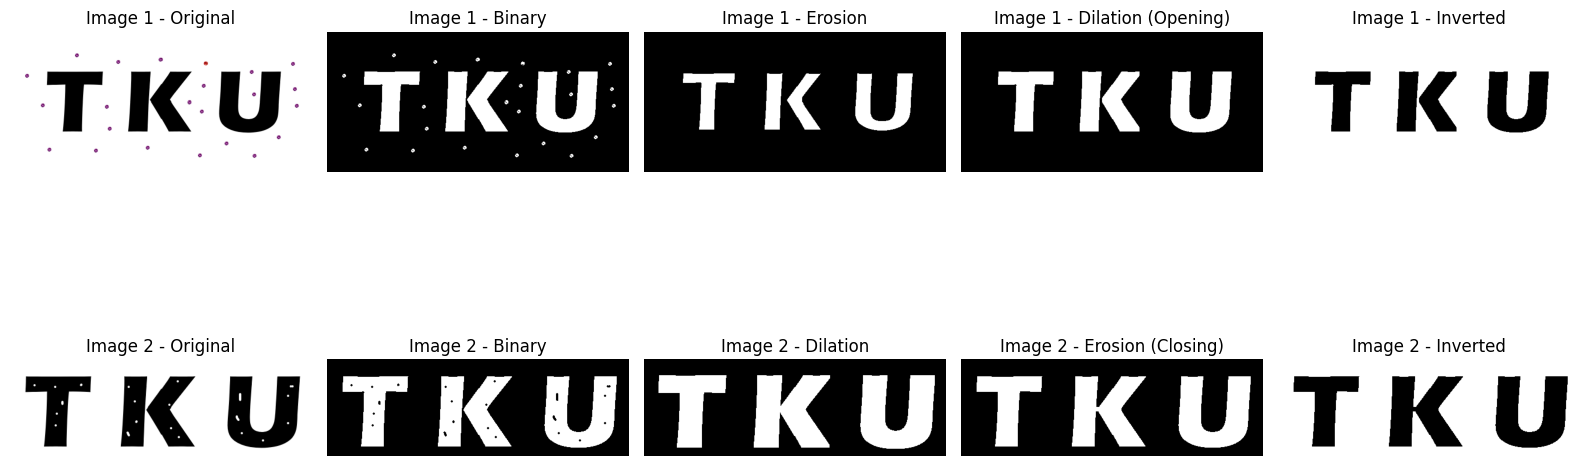 Image 1 - Original
Image 1 - Binary
Image 1 - Erosion
Image 1 - Dilation (Opening)
Image 1 - Inverted
TKU
TKU
TKU
TKU
TKU
Image 2 - Original
Image 2 - Binary
Image 2 - Dilation
Image 2 - Erosion (Closing)
Image 2 - Inverted
TKU
TKU
TKU
TKU
TKU